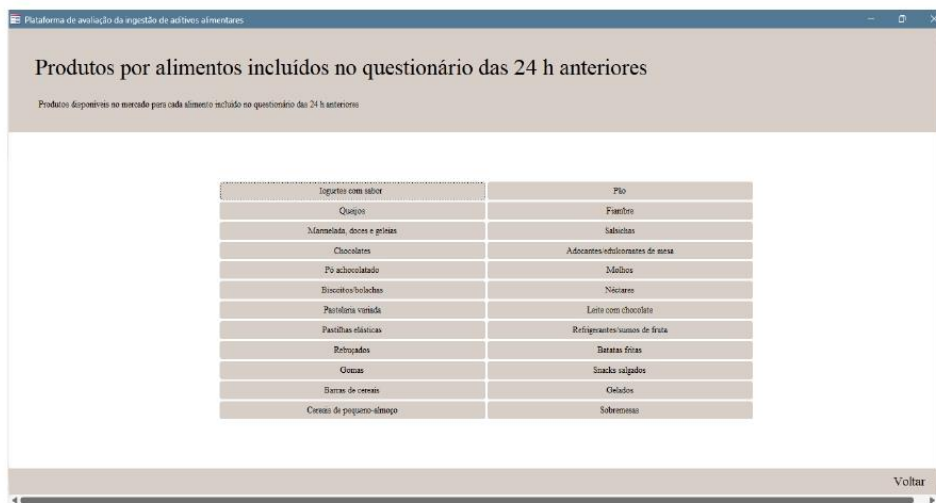 Plataforma de avaliação da ingestão de aditivos alimentares
Produtos por alimentos incluídos no questionário das 24 h anteriores
Produtos disponíveis no mercado para cada alimento incluído no questionário das 24 h anteriores
Iogurtes com sabor
Pão
Queijos
Fiambre
Marmelada, doces e geleias
Salsichas
Chocolates
Adoçantes/edulcorantes de mesa
Pó achocolatado
Molhos
Biscoitos/bolachas
Néctares
Pastelaria variada
Leite com chocolate
Pastilhas elásticas
Refrigerantes/sumos de fruta
Rebuçados
Batatas fritas
Gomas
Snacks salgados
Barras de cereais
Gelados
Cereais de pequeno-almoço
Sobremesas
Voltar